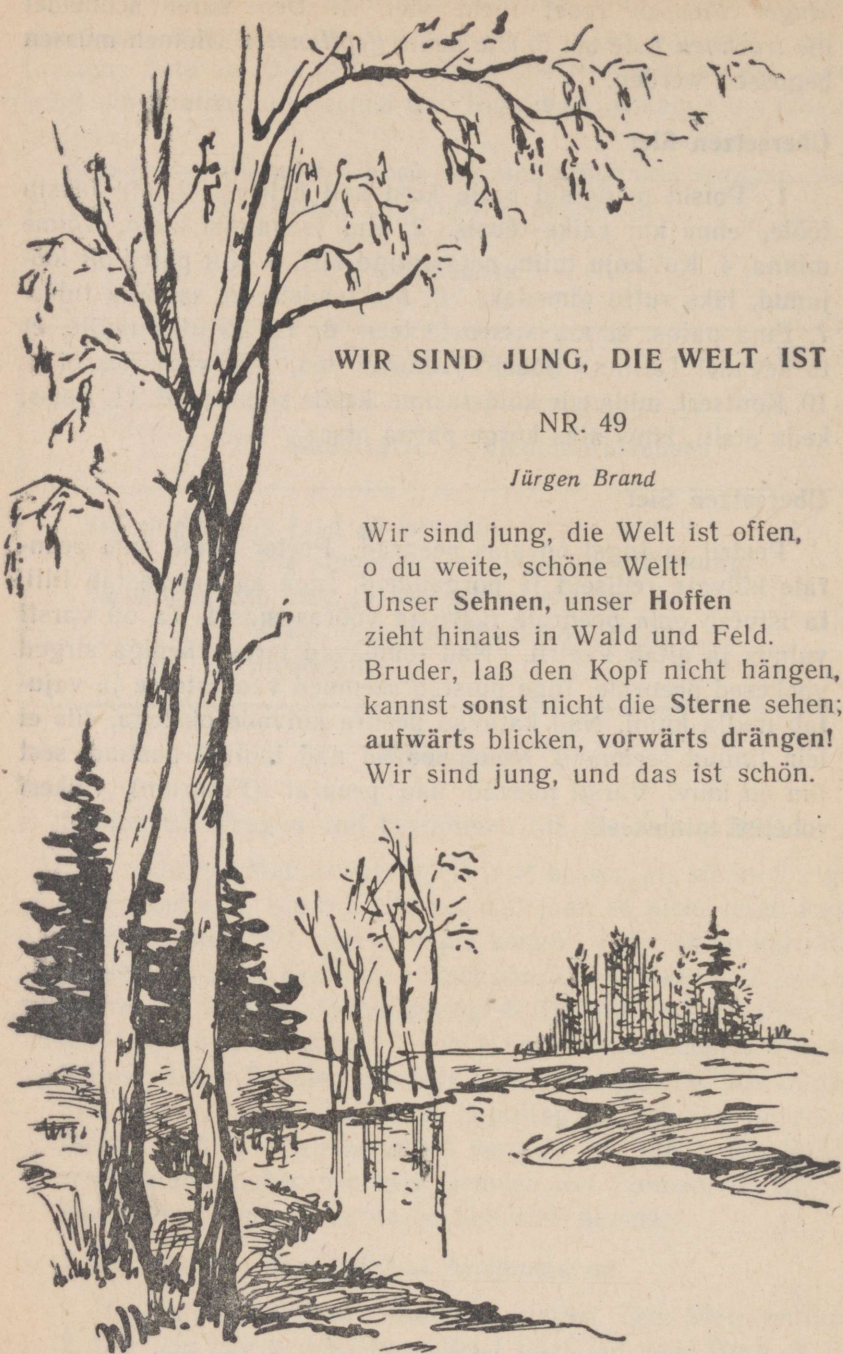 WIR SIND JUNG, DIE WELT IST
NR. 49
Jürgen Brand
Wir sind jung, die Welt ist offen,
o du weite, schöne Welt!
Unser Sehnen, unser Hoffen
zieht hinaus in Wald und Feld.
Bruder, laß den Kopf nicht hängen,
kannst sonst nicht die Sterne sehen;
aufwärts blicken, vorwärts drängen!
Wir sind jung, und das ist schön.